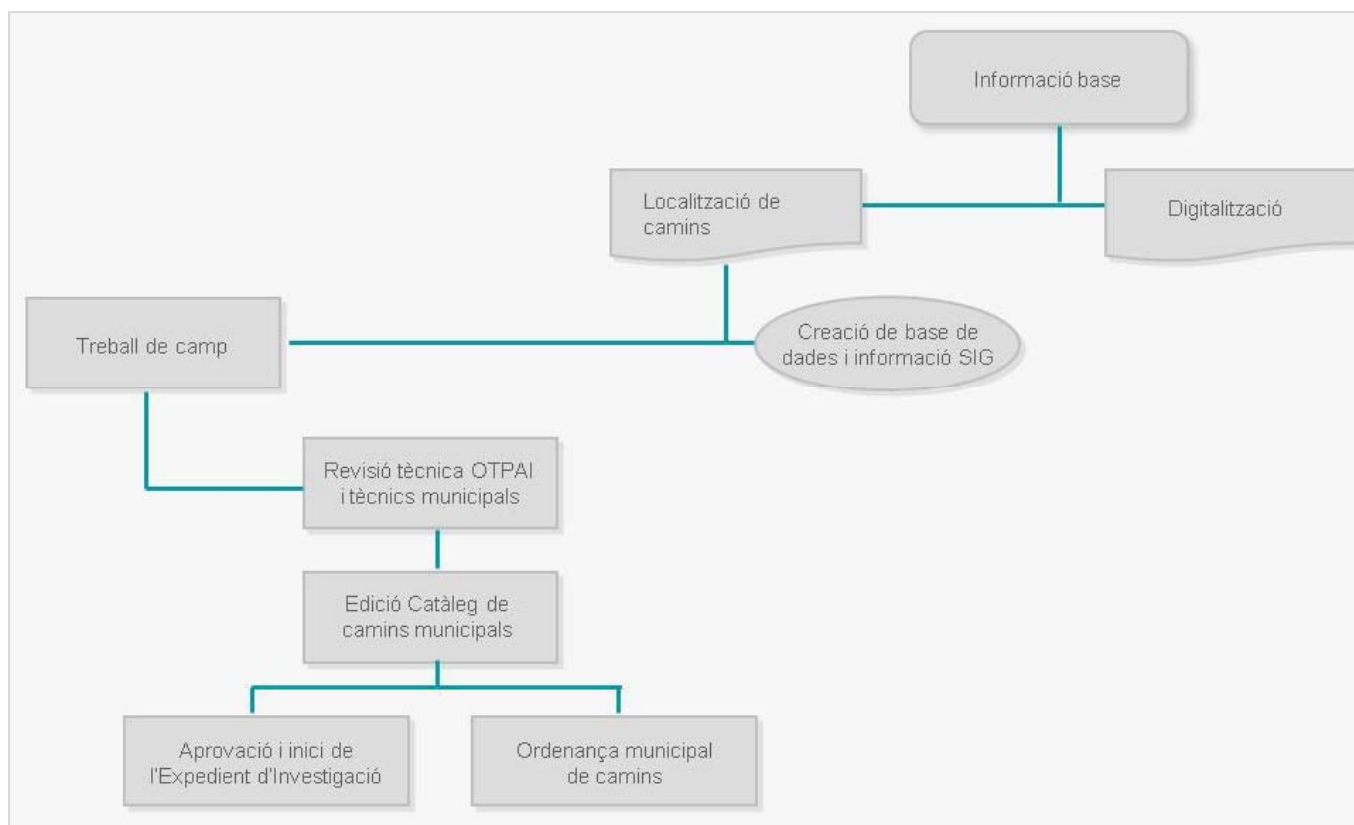 Informació base
Localització de
camins
Digitalització
Treball de camp
Creació de base de
dades i informació SIG
Revisió tècnica OTPAI
i tècnics municipals
Edició Catàleg de
camins municipals
Aprovació i inici de
l'Expedient d'Investigació
Ordenança municipal
de camins